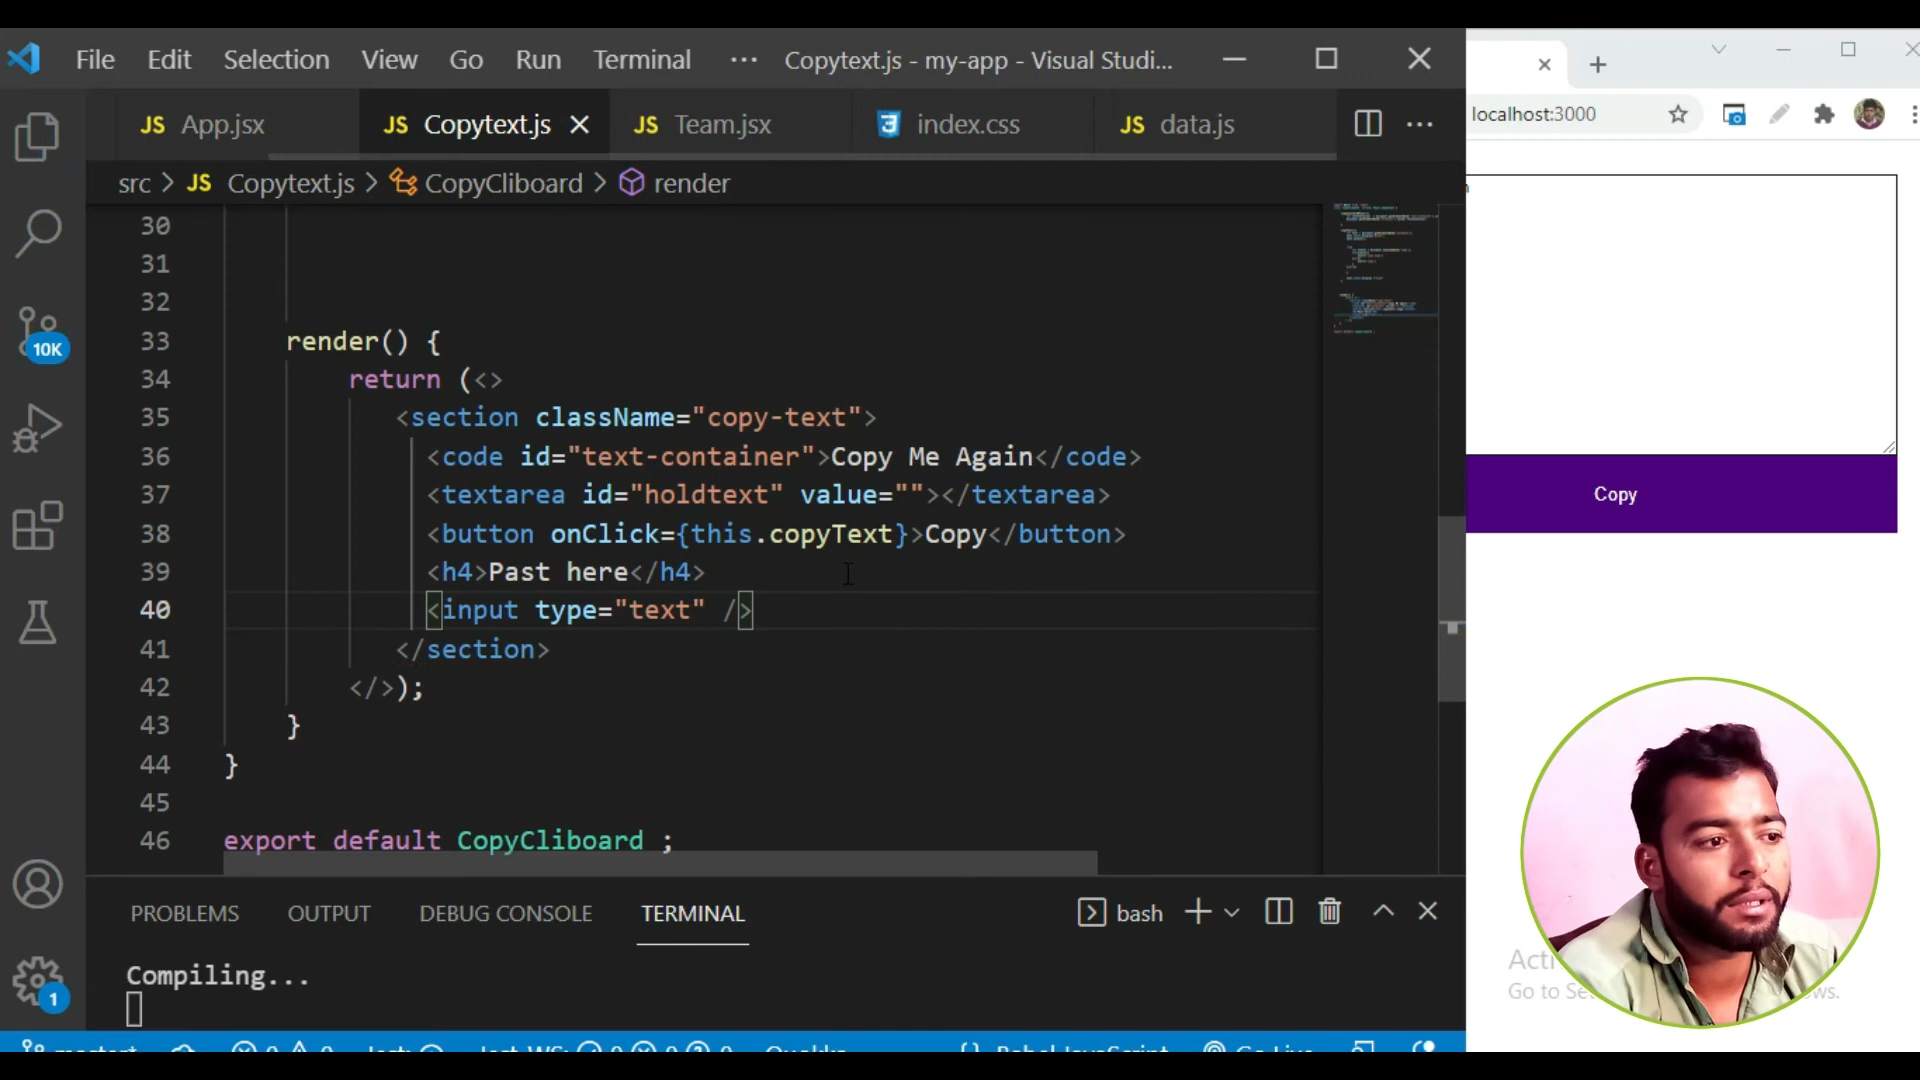 File Edit Selection View Go Run Terminal ··· Copytext.js - my-app - Visual Studi...
JS App.jsx JS Copytext.js JS Team.jsx index.css JS data.js ···
localhost:3000
src > JS Copytext.js > CopyCliboard > render
30
31
32
33 render() {
34 return (<>
35 <section className="copy-text">
36 <code id="text-container">Copy Me Again</code>
37 <textarea id="holdtext" value=""></textarea>
38 <button onClick={this.copyText}>Copy</button>
39 <h4>Past here</h4>
40 <input type="text" />
41 </section>
42 </>);
43 }
44 }
45
46 export default CopyCliboard ;
10K
1
Copy
PROBLEMS OUTPUT DEBUG CONSOLE TERMINAL bash
Compiling...
Go to Se